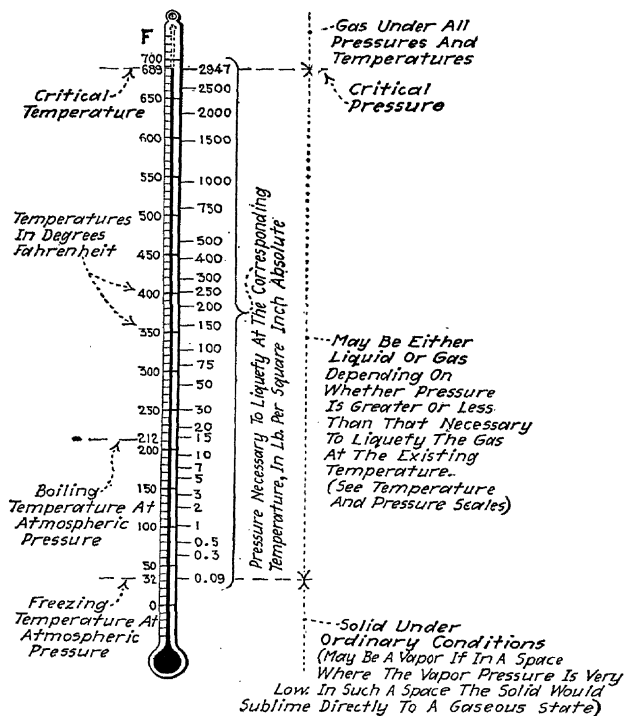 F
Gas Under All
Pressures And
Temperatures
Critical
Temperature
Critical
Pressure
700
689
650
600
550
500
450
400
350
300
250
212
200
150
100
50
32
0
2947
2500
2000
1500
1000
750
500
400
300
250
200
150
100
75
50
30
20
15
10
7
5
3
2
1
0.5
0.3
0.09
Temperatures
In Degrees
Fahrenheit
Pressure Necessary To Liquefy At The Corresponding
Temperature, In Lb. Per Square Inch Absolute
May Be Either
Liquid Or Gas
Depending On
Whether Pressure
Is Greater Or Less
Than That Necessary
To Liquefy The Gas
At The Existing
Temperature.
(See Temperature
And Pressure Scales)
Boiling
Temperature At
Atmospheric
Pressure
Freezing
Temperature At
Atmospheric
Pressure
Solid Under
Ordinary Conditions
(May Be A Vapor If In A Space
Where The Vapor Pressure Is Very
Low. In Such A Space The Solid Would
Sublime Directly To A Gaseous State)